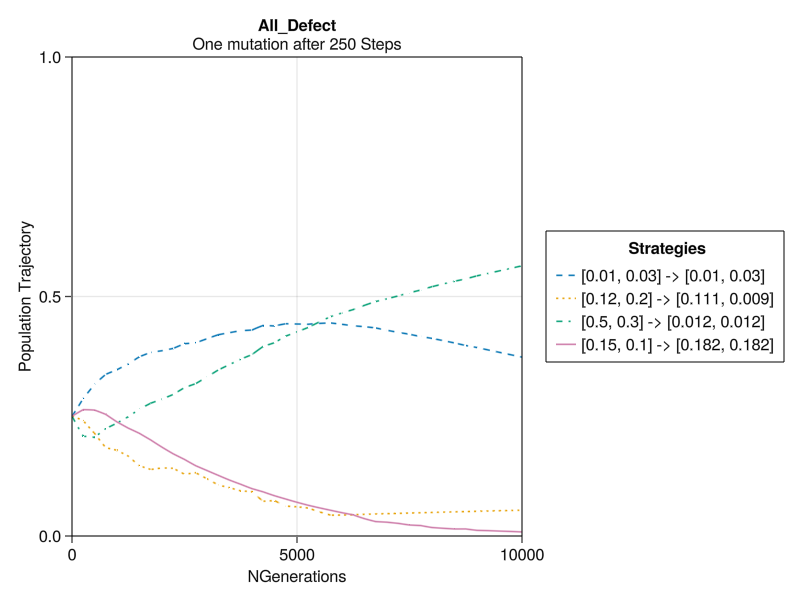 All_Defect
One mutation after 250 Steps
1.0
0.5
0.0
Population Trajectory
0
5000
10000
NGenerations
Strategies
[0.01, 0.03] -> [0.01, 0.03]
[0.12, 0.2] -> [0.111, 0.009]
[0.5, 0.3] -> [0.012, 0.012]
[0.15, 0.1] -> [0.182, 0.182]